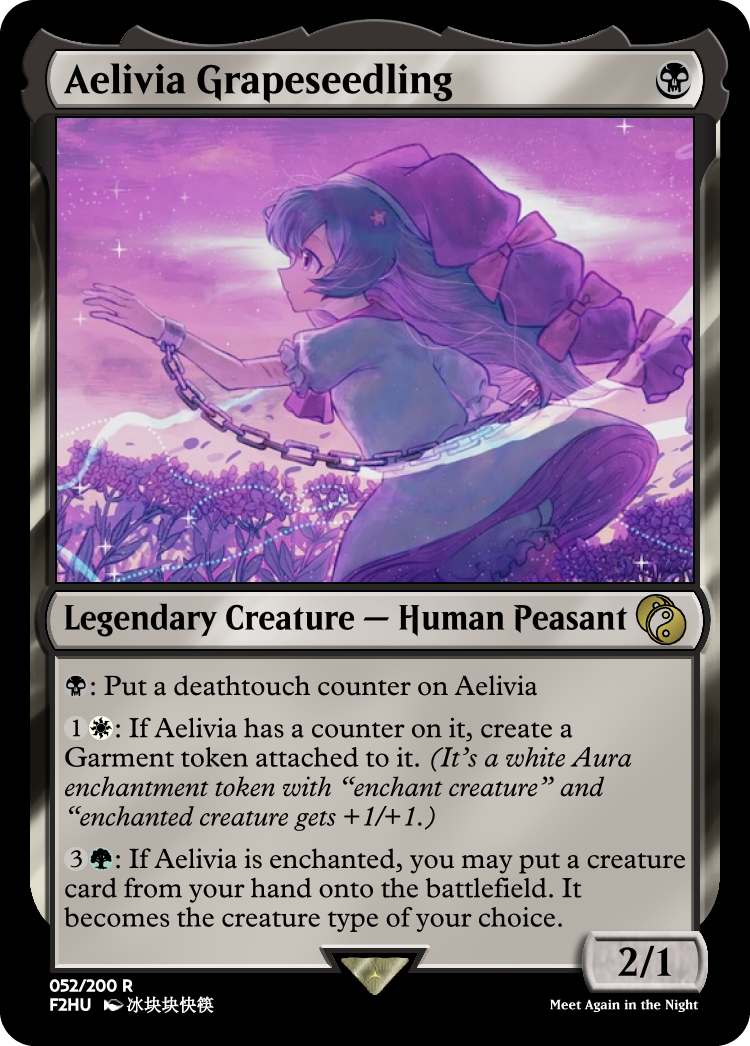 Aelivia Grapeseedling
Legendary Creature — Human Peasant
: Put a deathtouch counter on Aelivia
1 : If Aelivia has a counter on it, create a
Garment token attached to it. (It's a white Aura
enchantment token with “enchant creature” and
“enchanted creature gets +1/+1.)
3 : If Aelivia is enchanted, you may put a creature
card from your hand onto the battlefield. It
becomes the creature type of your choice.
2/1
052/200 R
F2HU 冰块块快筷
Meet Again in the Night